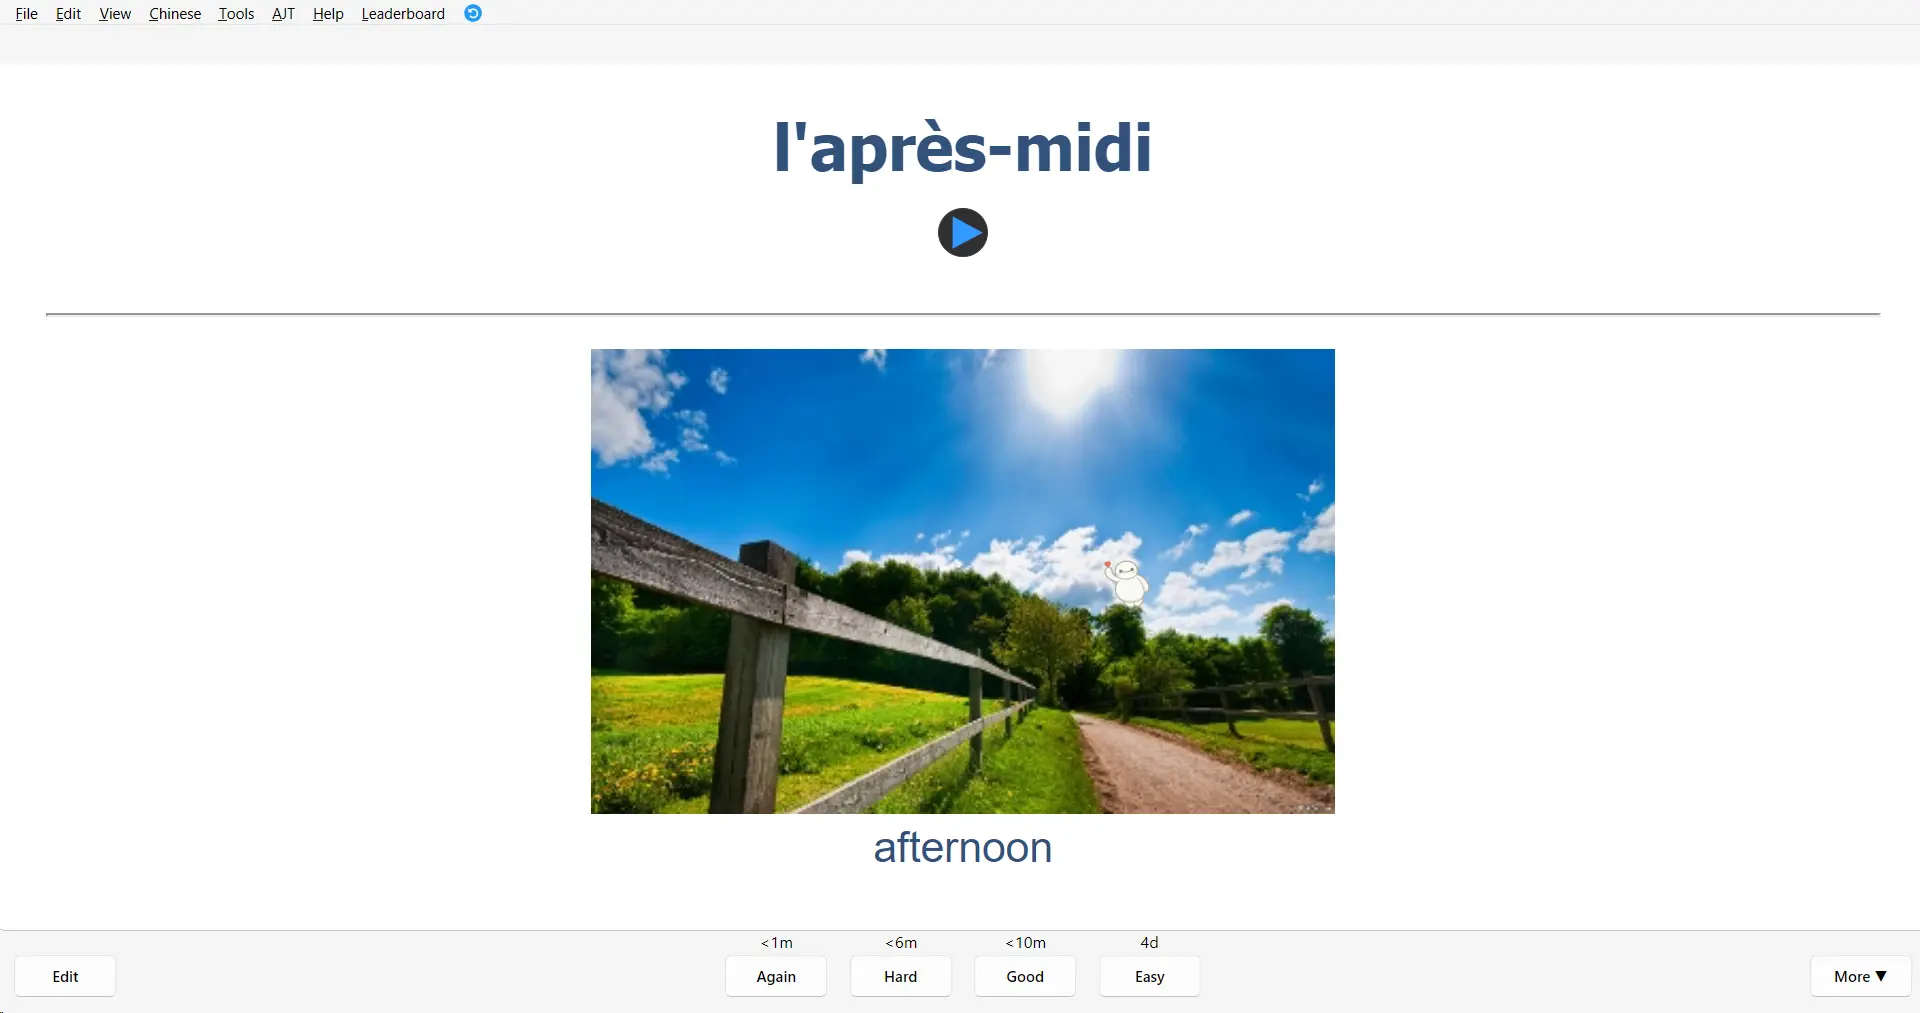 File Edit View Chinese Tools AJT Help Leaderboard
l'après-midi
afternoon
<1m <6m <10m 4d
Edit Again Hard Good Easy More ▼